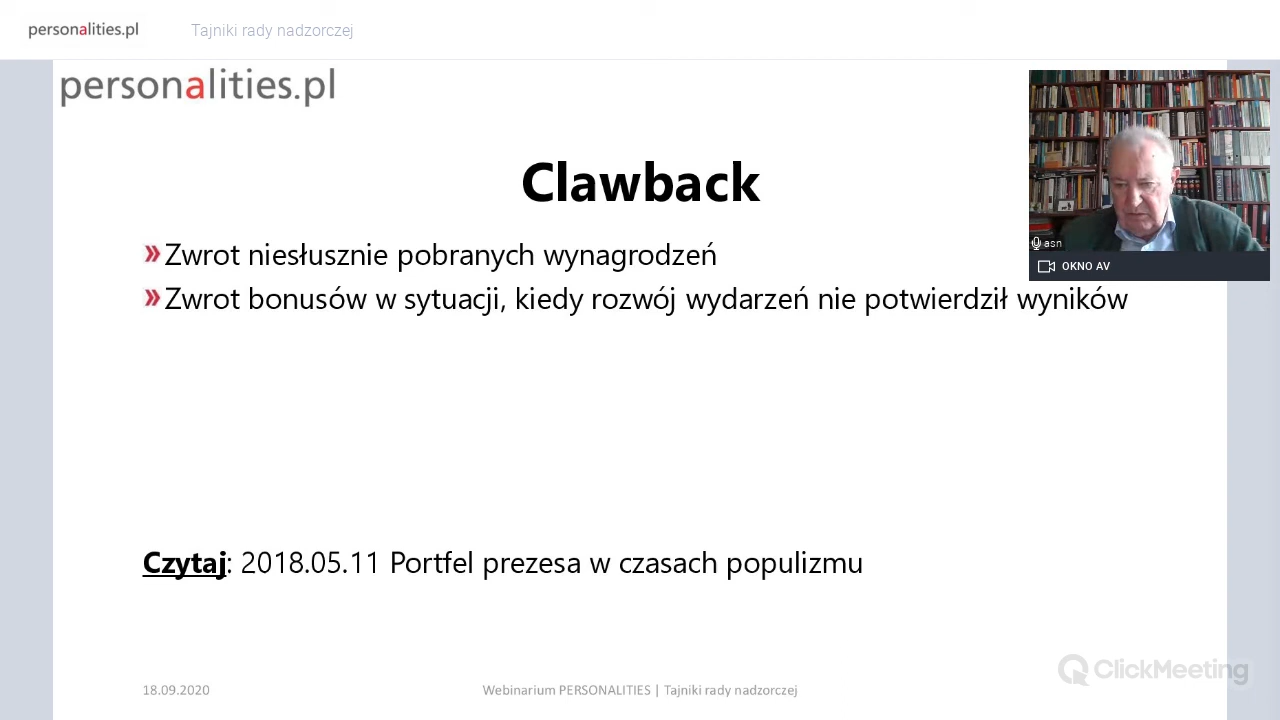 personalities.pl
Tajniki rady nadzorczej
personalities.pl
Clawback
» Zwrot niesłusznie pobranych wynagrodzeń
» Zwrot bonusów w sytuacji, kiedy rozwój wydarzeń nie potwierdził wyników
asn
OKNO AV
Czytaj: 2018.05.11 Portfel prezesa w czasach populizmu
18.09.2020
Webinarium PERSONALITIES | Tajniki rady nadzorczej
ClickMeeting